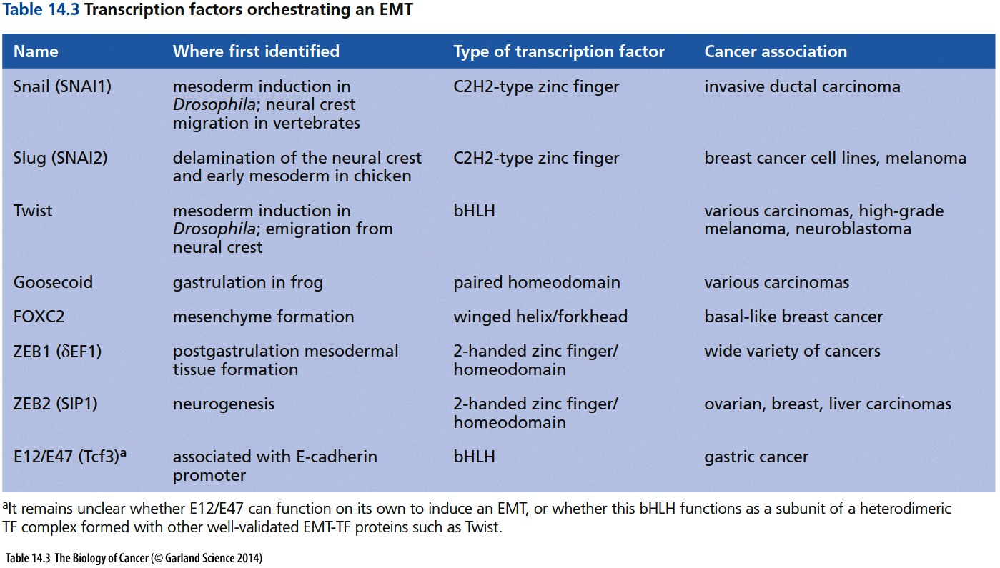 Table 14.3 Transcription factors orchestrating an EMT
Name Where first identified Type of transcription factor Cancer association
Snail (SNAI1) mesoderm induction in C2H2-type zinc finger invasive ductal carcinoma
Drosophila; neural crest
migration in vertebrates
Slug (SNAI2) delamination of the neural crest C2H2-type zinc finger breast cancer cell lines, melanoma
and early mesoderm in chicken
Twist mesoderm induction in bHLH various carcinomas, high-grade
Drosophila; emigration from melanoma, neuroblastoma
neural crest
Goosecoid gastrulation in frog paired homeodomain various carcinomas
FOXC2 mesenchyme formation winged helix/forkhead basal-like breast cancer
ZEB1 (δEF1) postgastrulation mesodermal 2-handed zinc finger/ wide variety of cancers
tissue formation homeodomain
ZEB2 (SIP1) neurogenesis 2-handed zinc finger/ ovarian, breast, liver carcinomas
homeodomain
E12/E47 (Tcf3)ᵃ associated with E-cadherin bHLH gastric cancer
promoter
ᵃIt remains unclear whether E12/E47 can function on its own to induce an EMT, or whether this bHLH functions as a subunit of a heterodimeric
TF complex formed with other well-validated EMT-TF proteins such as Twist.
Table 14.3 The Biology of Cancer (© Garland Science 2014)